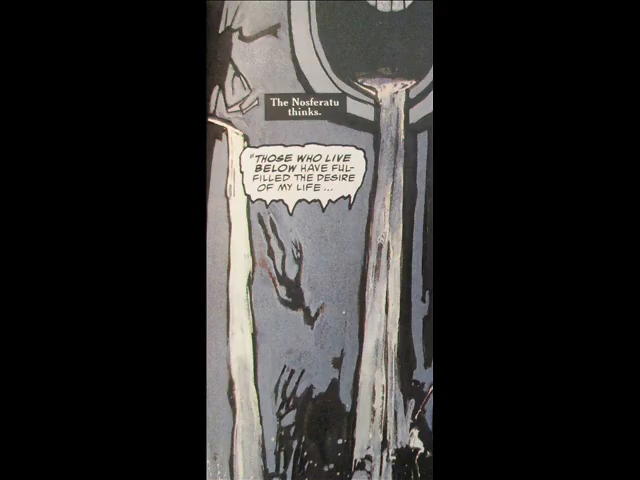 The Nosferatu
thinks.
"THOSE WHO LIVE
BELOW HAVE FUL-
FILLED THE DESIRE
OF MY LIFE...